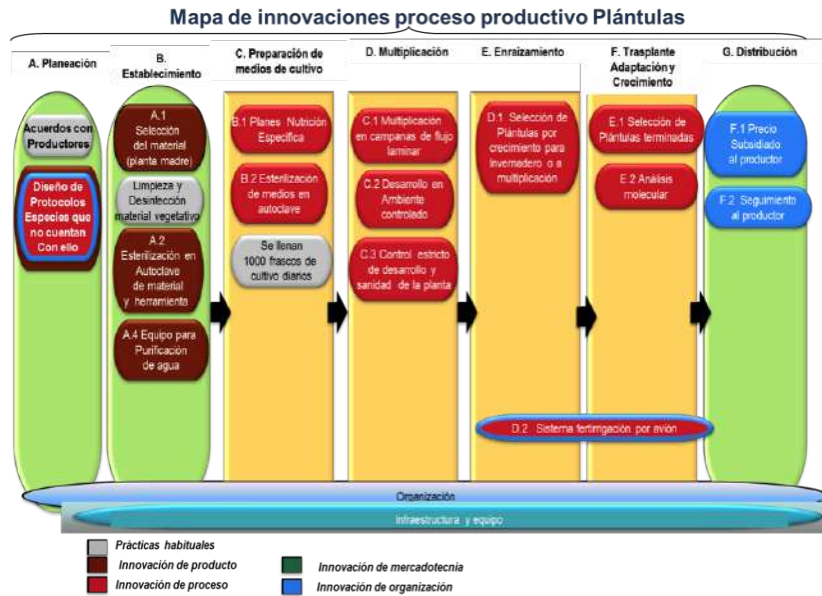 Mapa de innovaciones proceso productivo Plántulas
A. Planeación
B.
Establecimiento
C. Preparación de
medios de cultivo
D. Multiplicación
E. Enraizamiento
F. Trasplante
Adaptación y
Crecimiento
G. Distribución
Acuerdos con
Productores
Diseño de
Protocolos
Especies que
no cuentan
Con ello
A.1
Selección
del material
(planta madre)
Limpieza y
Desinfección
material vegetativo
A.2
Esterilización en
Autoclave
de material
y herramienta
A.4 Equipo para
Purificación
de agua
B.1 Planes Nutrición
Especifica
B.2 Esterilización
de medios en
autoclave
Se llenan
1000 frascos de
cultivo diarios
C.1 Multiplicación
en campanas de flujo
laminar
C.2 Desarrollo en
Ambiente
controlado
C.3 Control estricto
de desarrollo y
sanidad de la planta
D.1 Selección de
Plántulas por
crecimiento para
Invernadero o a
multiplicación
E.1 Selección de
Plántulas terminadas
E.2 Análisis
molecular
F.1 Precio
Subsidiado
al productor
F.2 Seguimiento
al productor
D.2 Sistema fertirrigación por avión
Organización
Infraestructura y equipo
Prácticas habituales
Innovación de producto
Innovación de proceso
Innovación de mercadotecnia
Innovación de organización